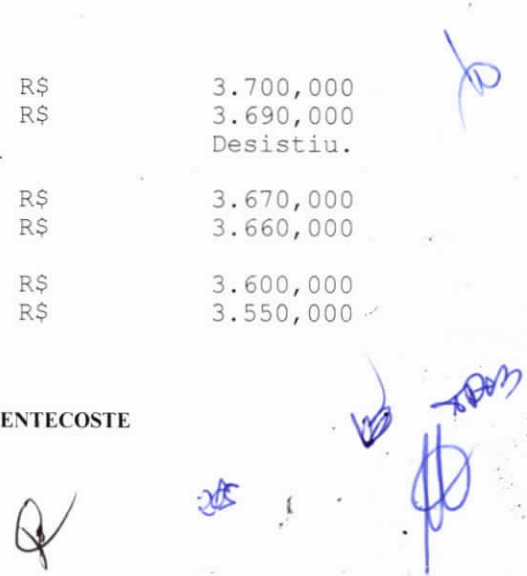 R$ 3.700,000
R$ 3.690,000
Desistiu.
R$ 3.670,000
R$ 3.660,000
R$ 3.600,000
R$ 3.550,000
ENTECOSTE